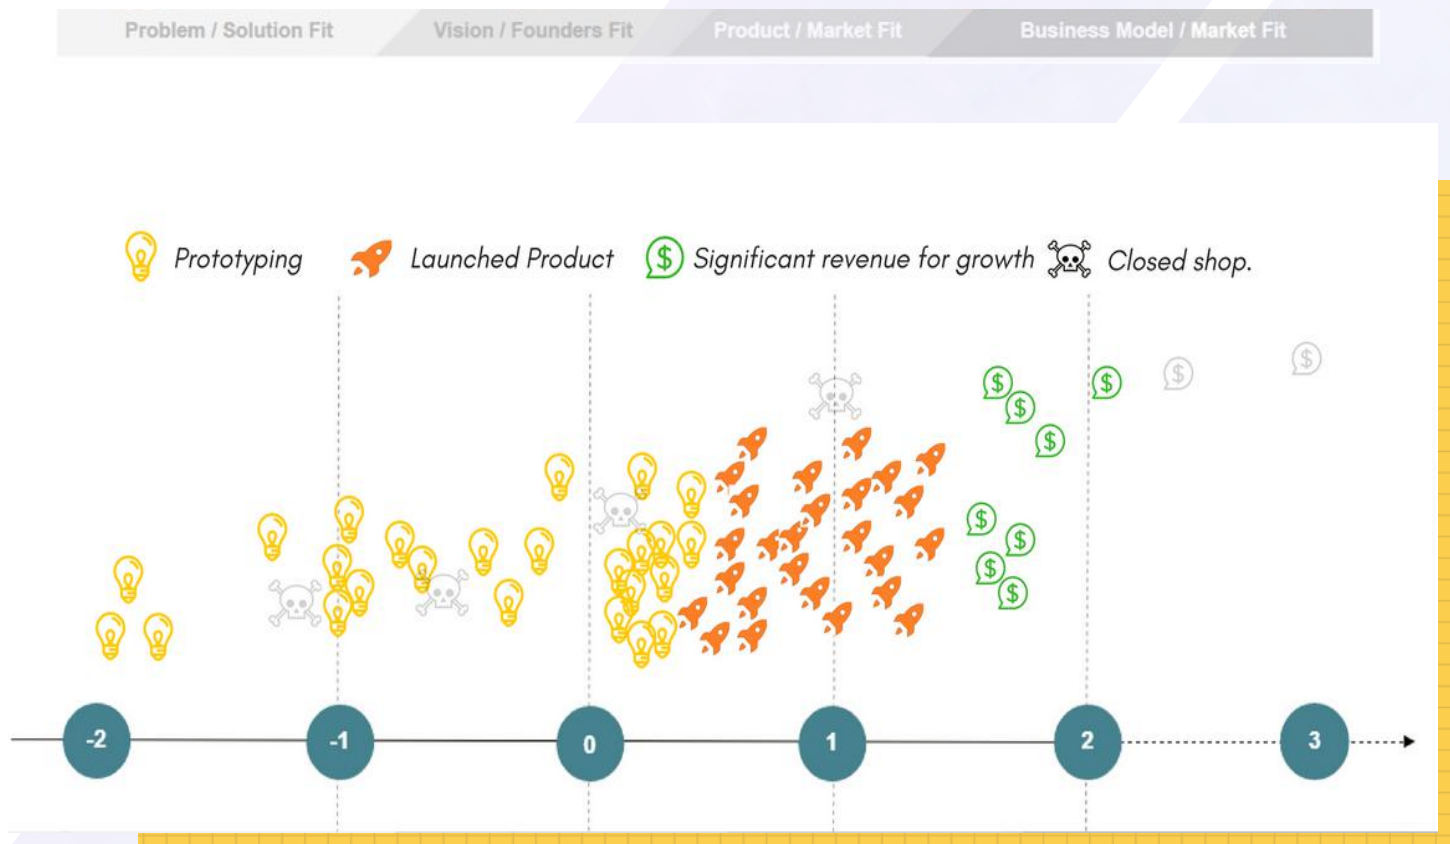 Problem / Solution Fit
Vision / Founders Fit
Product / Market Fit
Business Model / Market Fit
Prototyping
Launched Product
$ Significant revenue for growth
Closed shop.
$
$
$
$
$
$
$
$
$
$
-2
-1
0
1
2
3